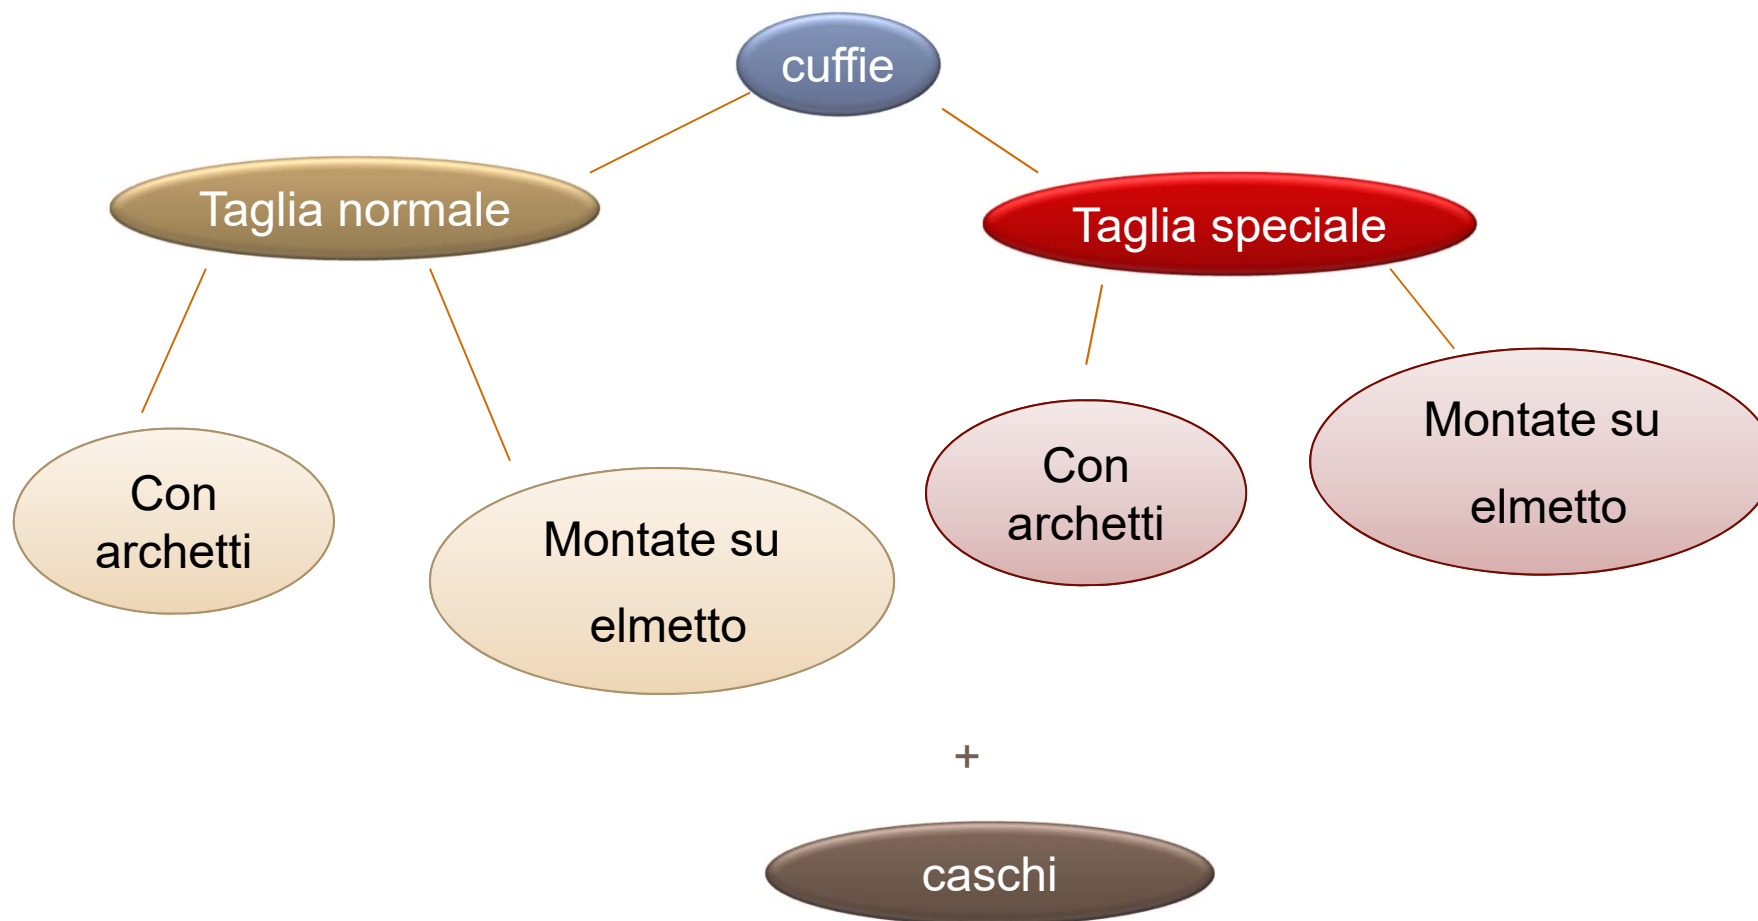 cuffie
Taglia normale
Taglia speciale
Con
archetti
Montate su
elmetto
Con
archetti
Montate su
elmetto
+
caschi